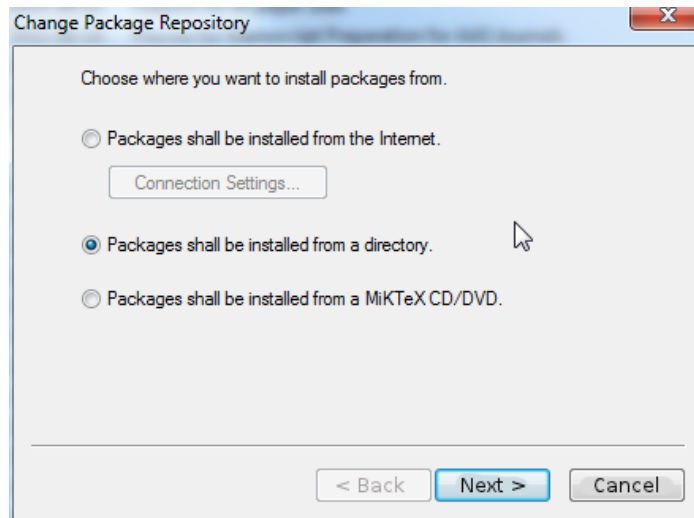 Change Package Repository
Choose where you want to install packages from.
Packages shall be installed from the Internet.
Connection Settings...
Packages shall be installed from a directory.
Packages shall be installed from a MiKTeX CD/DVD.
< Back Next > Cancel